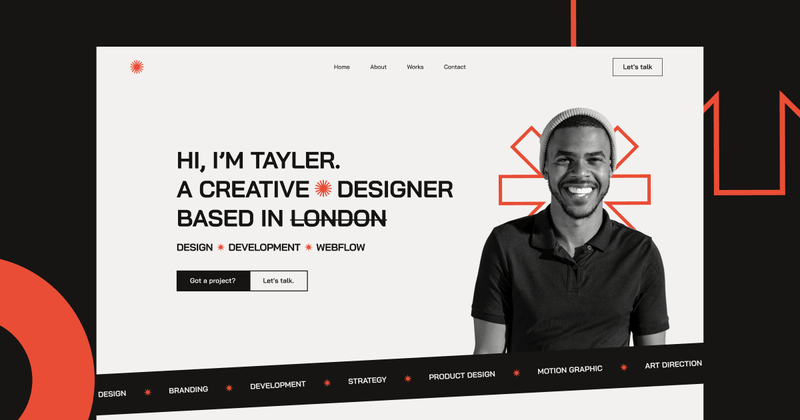 Home About Works Contact Let's talk
HI, I'M TAYLER.
A CREATIVE DESIGNER
BASED IN LONDON
DESIGN DEVELOPMENT WEBFLOW
Got a project? Let's talk.
DESIGN BRANDING DEVELOPMENT STRATEGY PRODUCT DESIGN MOTION GRAPHIC ART DIRECTION